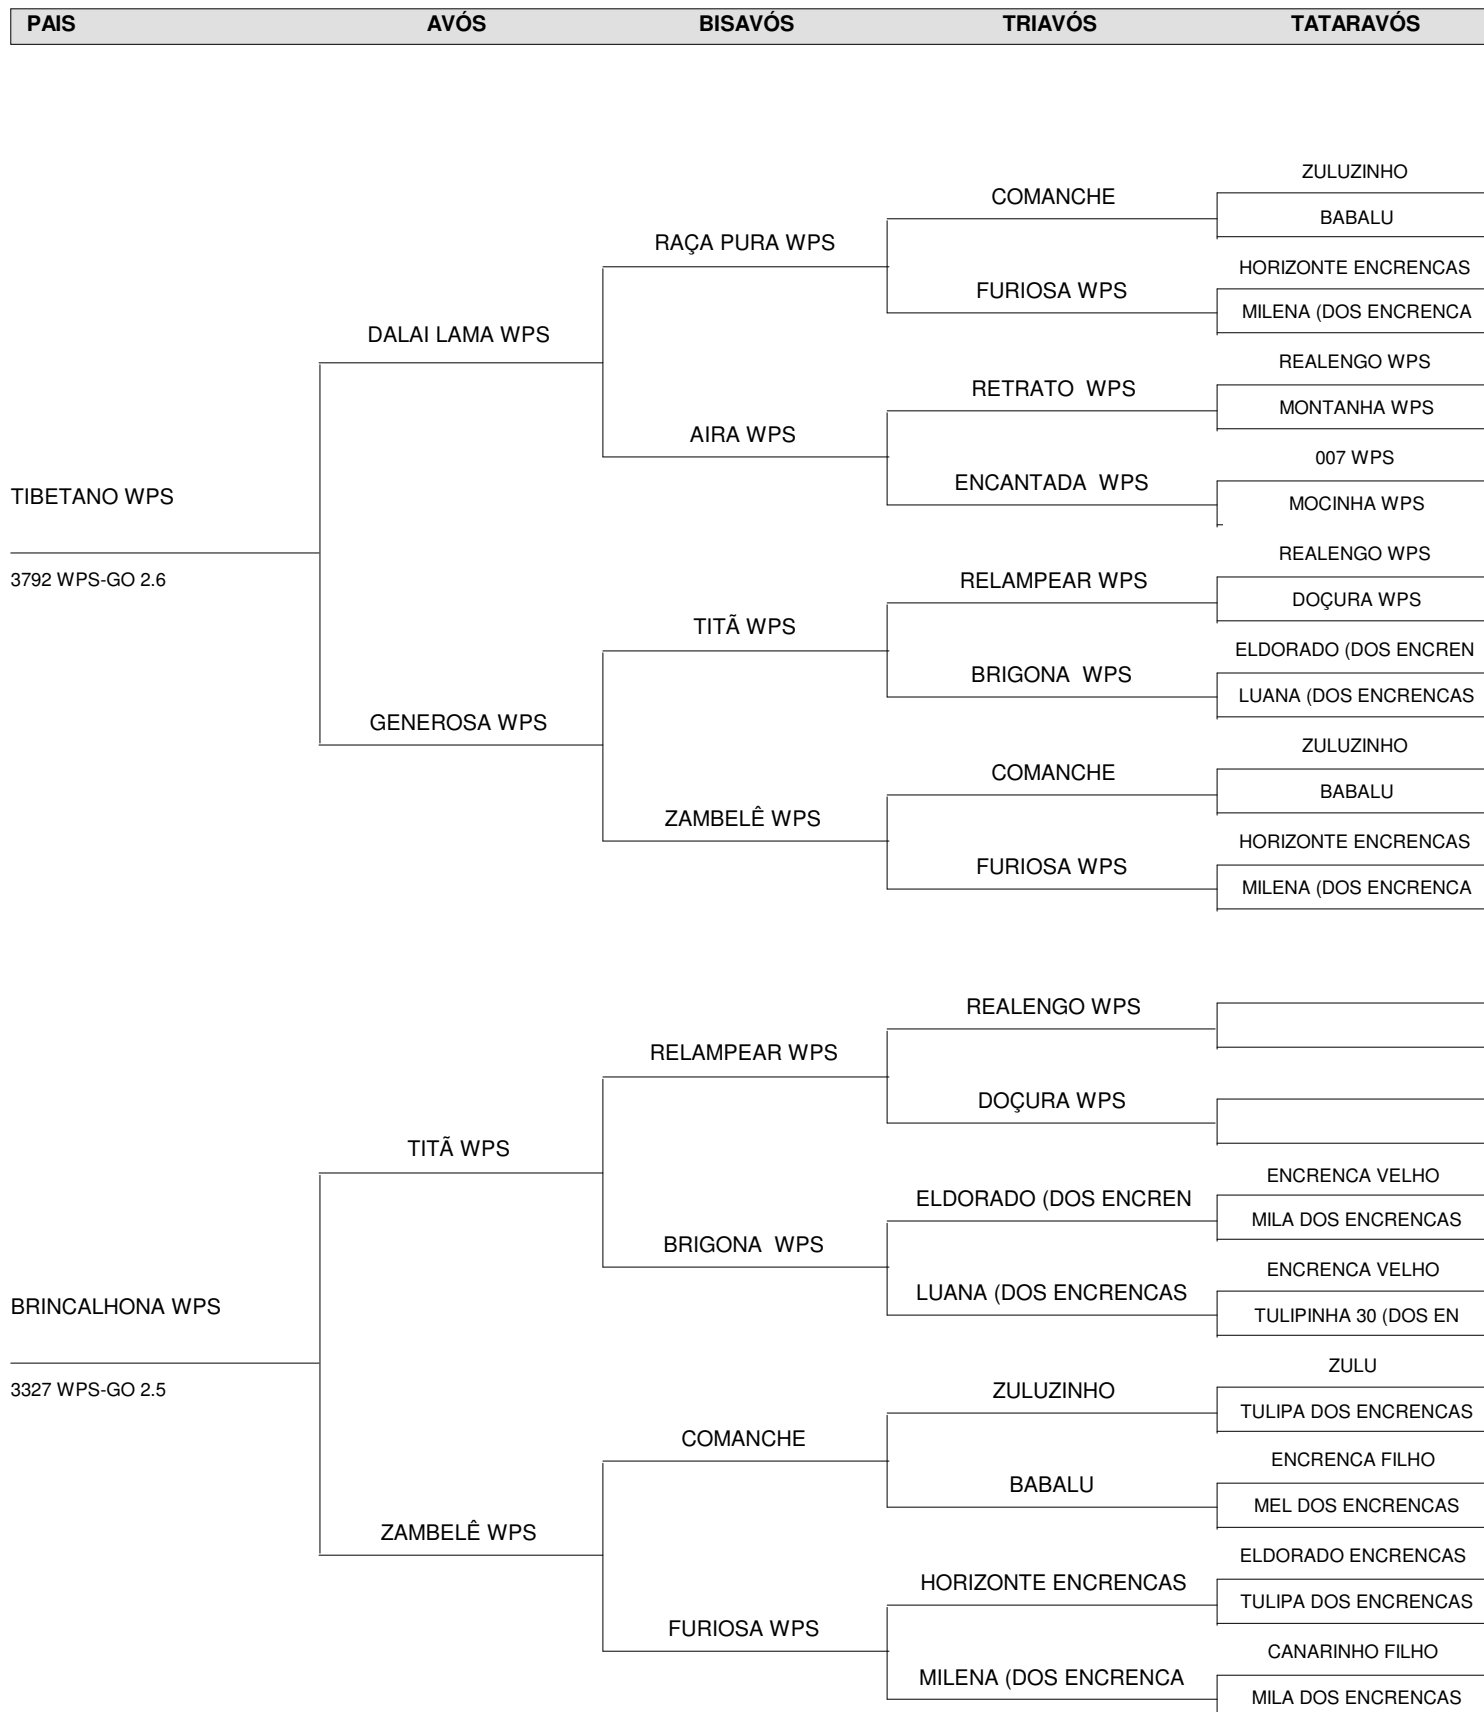 PAIS AVÓS BISAVÓS TRIAVÓS TATARAVÓS
ZULUZINHO
COMANCHE
BABALU
RAÇA PURA WPS
HORIZONTE ENCRENCAS
FURIOSA WPS
MILENA (DOS ENCRENCA
DALAI LAMA WPS
REALENGO WPS
RETRATO WPS
MONTANHA WPS
AIRA WPS
007 WPS
ENCANTADA WPS
TIBETANO WPS
MOCINHA WPS
REALENGO WPS
3792 WPS-GO 2.6
RELAMPEAR WPS
DOÇURA WPS
TITÃ WPS
ELDORADO (DOS ENCREN
BRIGONA WPS
LUANA (DOS ENCRENCAS
GENEROSA WPS
ZULUZINHO
COMANCHE
BABALU
ZAMBELÊ WPS
HORIZONTE ENCRENCAS
FURIOSA WPS
MILENA (DOS ENCRENCA
REALENGO WPS
RELAMPEAR WPS
DOÇURA WPS
TITÃ WPS
ENCRENCA VELHO
ELDORADO (DOS ENCREN
MILA DOS ENCRENCAS
BRIGONA WPS
ENCRENCA VELHO
LUANA (DOS ENCRENCAS
BRINCALHONA WPS
TULIPINHA 30 (DOS EN
ZULU
3327 WPS-GO 2.5
ZULUZINHO
TULIPA DOS ENCRENCAS
COMANCHE
ENCRENCA FILHO
BABALU
MEL DOS ENCRENCAS
ZAMBELÊ WPS
ELDORADO ENCRENCAS
HORIZONTE ENCRENCAS
TULIPA DOS ENCRENCAS
FURIOSA WPS
CANARINHO FILHO
MILENA (DOS ENCRENCA
MILA DOS ENCRENCAS